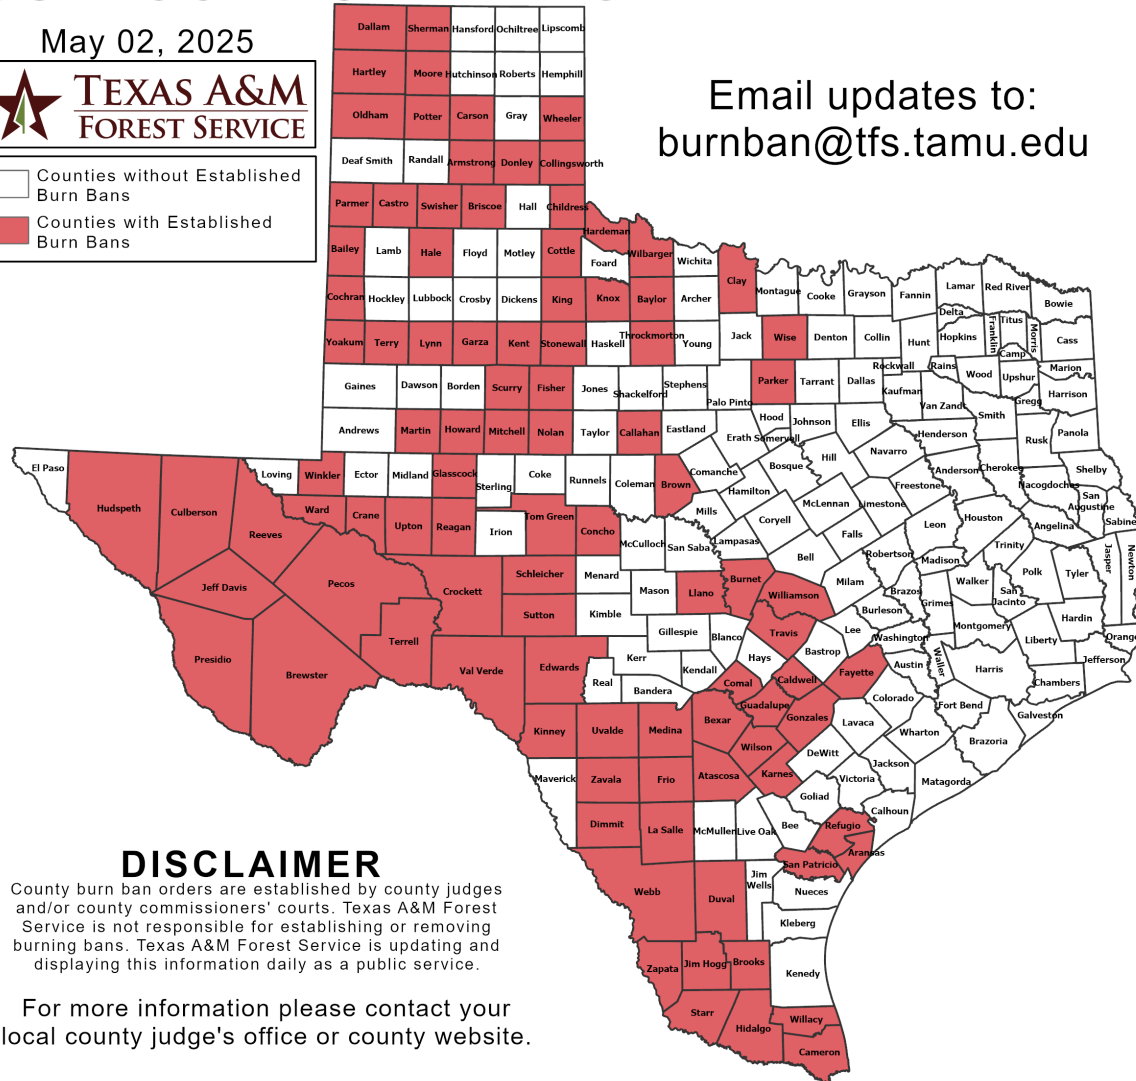 May 02, 2025
TEXAS A&M
FOREST SERVICE
Counties without Established
Burn Bans
Counties with Established
Burn Bans
Email updates to:
burnban@tfs.tamu.edu
Dallam Sherman Hansford Ochiltree Lipscomb
Hartley Moore Hutchinson Roberts Hemphill
Oldham Potter Carson Gray Wheeler
Deaf Smith Randall Armstrong Donley Collingsworth
Parmer Castro Swisher Briscoe Hall Childress
Hardeman
Bailey Lamb Hale Floyd Motley Cottle Foard Wilbarger Wichita Clay
Cochran Hockley Lubbock Crosby Dickens King Knox Baylor Archer Montague Cooke Grayson Fannin Lamar Red River Bowie
Delta Franklin Titus Morris
Yoakum Terry Lynn Garza Kent Stonewall Haskell Throckmorton Young Jack Wise Denton Collin Hunt Hopkins Camp Cass
Rockwall Rains Wood Upshur Marion
Gaines Dawson Borden Scurry Fisher Jones Shackelford Stephens Palo Pinto Parker Tarrant Dallas Kaufman Van Zandt Smith Gregg Harrison
Andrews Martin Howard Mitchell Nolan Taylor Callahan Eastland Erath Hood Somervell Johnson Ellis Henderson Rusk Panola
El Paso Loving Winkler Ector Midland Glasscock Sterling Coke Runnels Coleman Brown Comanche Bosque Hill Navarro Anderson Cherokee Shelby
Hudspeth Culberson Reeves Ward Crane Upton Reagan Irion Tom Green Concho Mills Hamilton McLennan Limestone Freestone Nacogdoches San
Augustine Sabine
McCulloch San Saba Lampasas Coryell Falls Leon Houston Angelina
Jeff Davis Pecos Crockett Schleicher Menard Mason Llano Burnet Bell Milam Robertson Madison Trinity Polk Tyler Jasper Newton
Presidio Brewster Terrell Val Verde Sutton Kimble Gillespie Blanco Williamson Travis Burleson Brazos Grimes Walker San
Jacinto Hardin
Edwards Real Kerr Bandera Kendall Hays Bastrop Lee Washington Montgomery Liberty Orange
Comal Caldwell Fayette Austin Waller Harris Chambers Jefferson
Kinney Uvalde Medina Bexar Guadalupe Gonzales Lavaca Colorado Fort Bend Galveston
Maverick Zavala Frio Atascosa Wilson Karnes DeWitt Victoria Jackson Wharton Matagorda Brazoria
Dimmit La Salle McMullen Live Oak Bee Goliad Refugio Calhoun
Aransas
San Patricio
Webb Duval Jim
Wells Nueces
Kleberg
Zapata Jim Hogg Brooks Kenedy
Starr Hidalgo Willacy
Cameron
DISCLAIMER
County burn ban orders are established by county judges
and/or county commissioners' courts. Texas A&M Forest
Service is not responsible for establishing or removing
burning bans. Texas A&M Forest Service is updating and
displaying this information daily as a public service.
For more information please contact your
local county judge's office or county website.